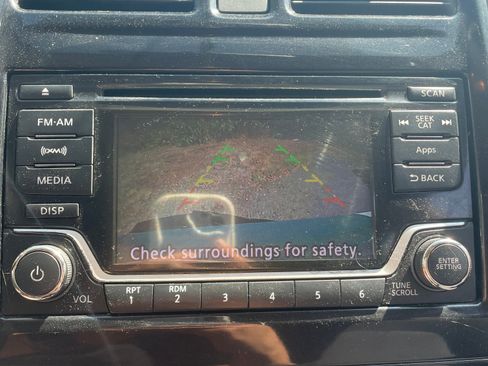 SCAN
FM·AM
SEEK
CAT
((XM))
Apps
MEDIA
BACK
DISP
Check surroundings for safety.
ENTER
SETTING
VOL
RPT
1
RDM
2
3
4
5
6
TUNE
SCROLL